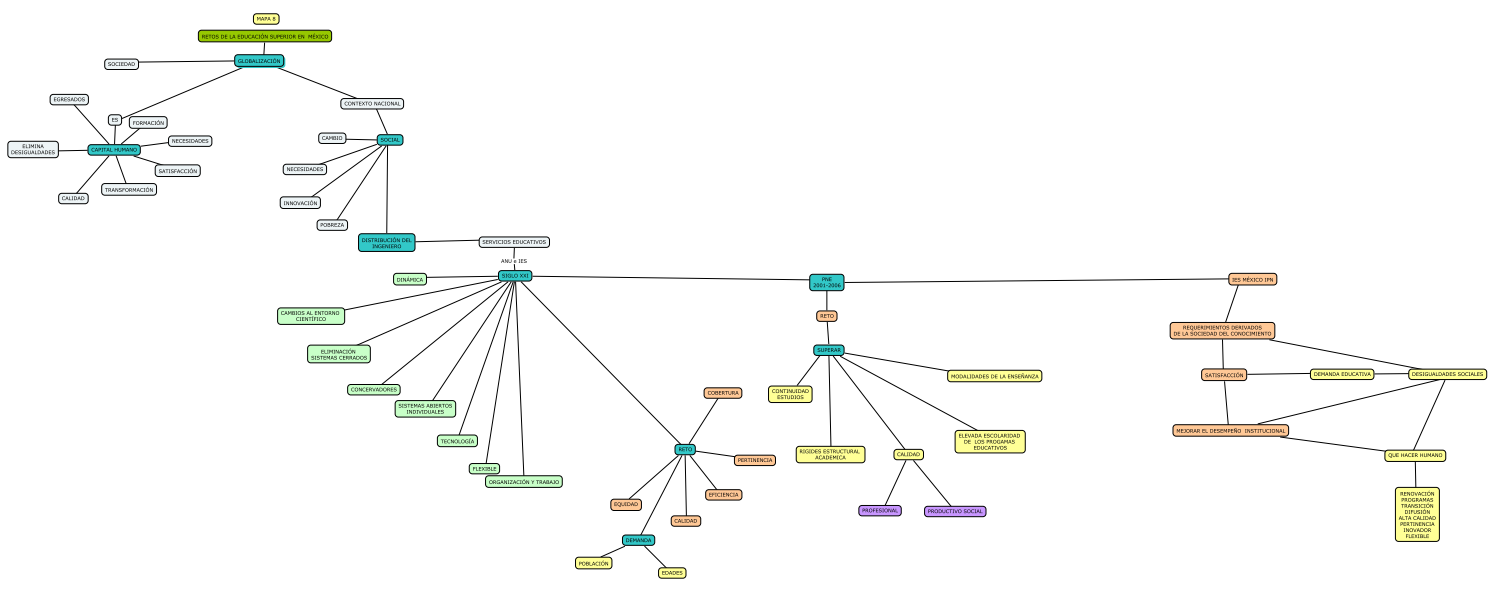 MAPA 8
RETOS DE LA EDUCACIÓN SUPERIOR EN MÉXICO
GLOBALIZACIÓN
SOCIEDAD
EGRESADOS
ES
FORMACIÓN
NECESIDADES
CAPITAL HUMANO
ELIMINA
DESIGUALDADES
SATISFACCIÓN
TRANSFORMACIÓN
CALIDAD
CONTEXTO NACIONAL
SOCIAL
CAMBIO
NECESIDADES
INNOVACIÓN
POBREZA
DISTRIBUCIÓN DEL
INGENIERO
SERVICIOS EDUCATIVOS
ANU e IES
SIGLO XXI
DINÁMICA
CAMBIOS AL ENTORNO
CIENTÍFICO
ELIMINACIÓN
SISTEMAS CERRADOS
CONCERVADORES
SISTEMAS ABIERTOS
INDIVIDUALES
TECNOLOGÍA
FLEXIBLE
ORGANIZACIÓN Y TRABAJO
RETO
COBERTURA
PERTINENCIA
EFICIENCIA
CALIDAD
EQUIDAD
DEMANDA
POBLACIÓN
EDADES
PNE
2001-2006
RETO
SUPERAR
CONTINUIDAD
ESTUDIOS
MODALIDADES DE LA ENSEÑANZA
RIGIDES ESTRUCTURAL
ACADEMICA
CALIDAD
ELEVADA ESCOLARIDAD
DE LOS PROGAMAS
EDUCATIVOS
PROFESIONAL
PRODUCTIVO SOCIAL
IES MÉXICO IPN
REQUERIMIENTOS DERIVADOS
DE LA SOCIEDAD DEL CONOCIMIENTO
SATISFACCIÓN
DEMANDA EDUCATIVA
DESIGUALDADES SOCIALES
MEJORAR EL DESEMPEÑO INSTITUCIONAL
QUE HACER HUMANO
RENOVACIÓN
PROGRAMAS
TRANSICIÓN
DIFUSIÓN
ALTA CALIDAD
PERTINENCIA
INOVADOR
FLEXIBLE